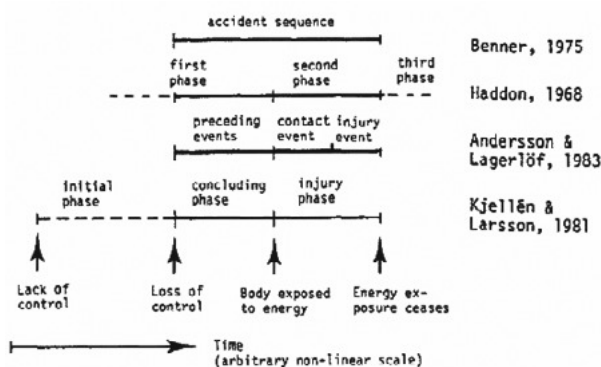 accident sequence
Benner, 1975
first phase
second phase
third phase
Haddon, 1968
preceding events
contact event
injury event
Andersson & Lagerlöf, 1983
initial phase
concluding phase
injury phase
Kjellén & Larsson, 1981
Lack of control
Loss of control
Body exposed to energy
Energy ex-
posure ceases
Time
(arbitrary non-linear scale)